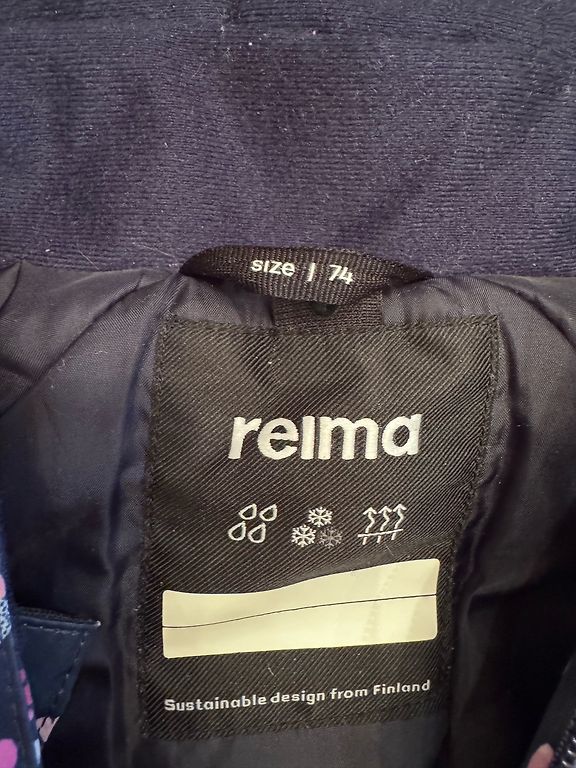 size | 74
reima
Sustainable design from Finland